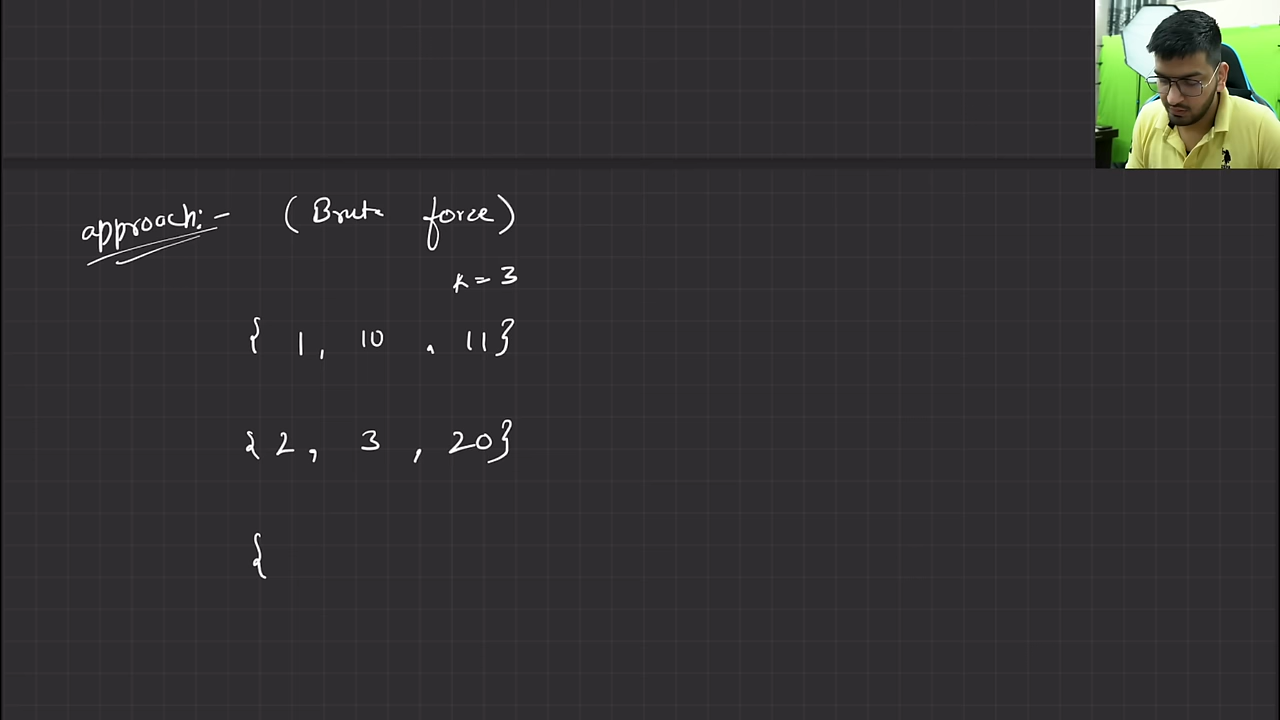 approach:- (Brute force)
K = 3
{ 1, 10, 11}
{ 2, 3, 20}
{